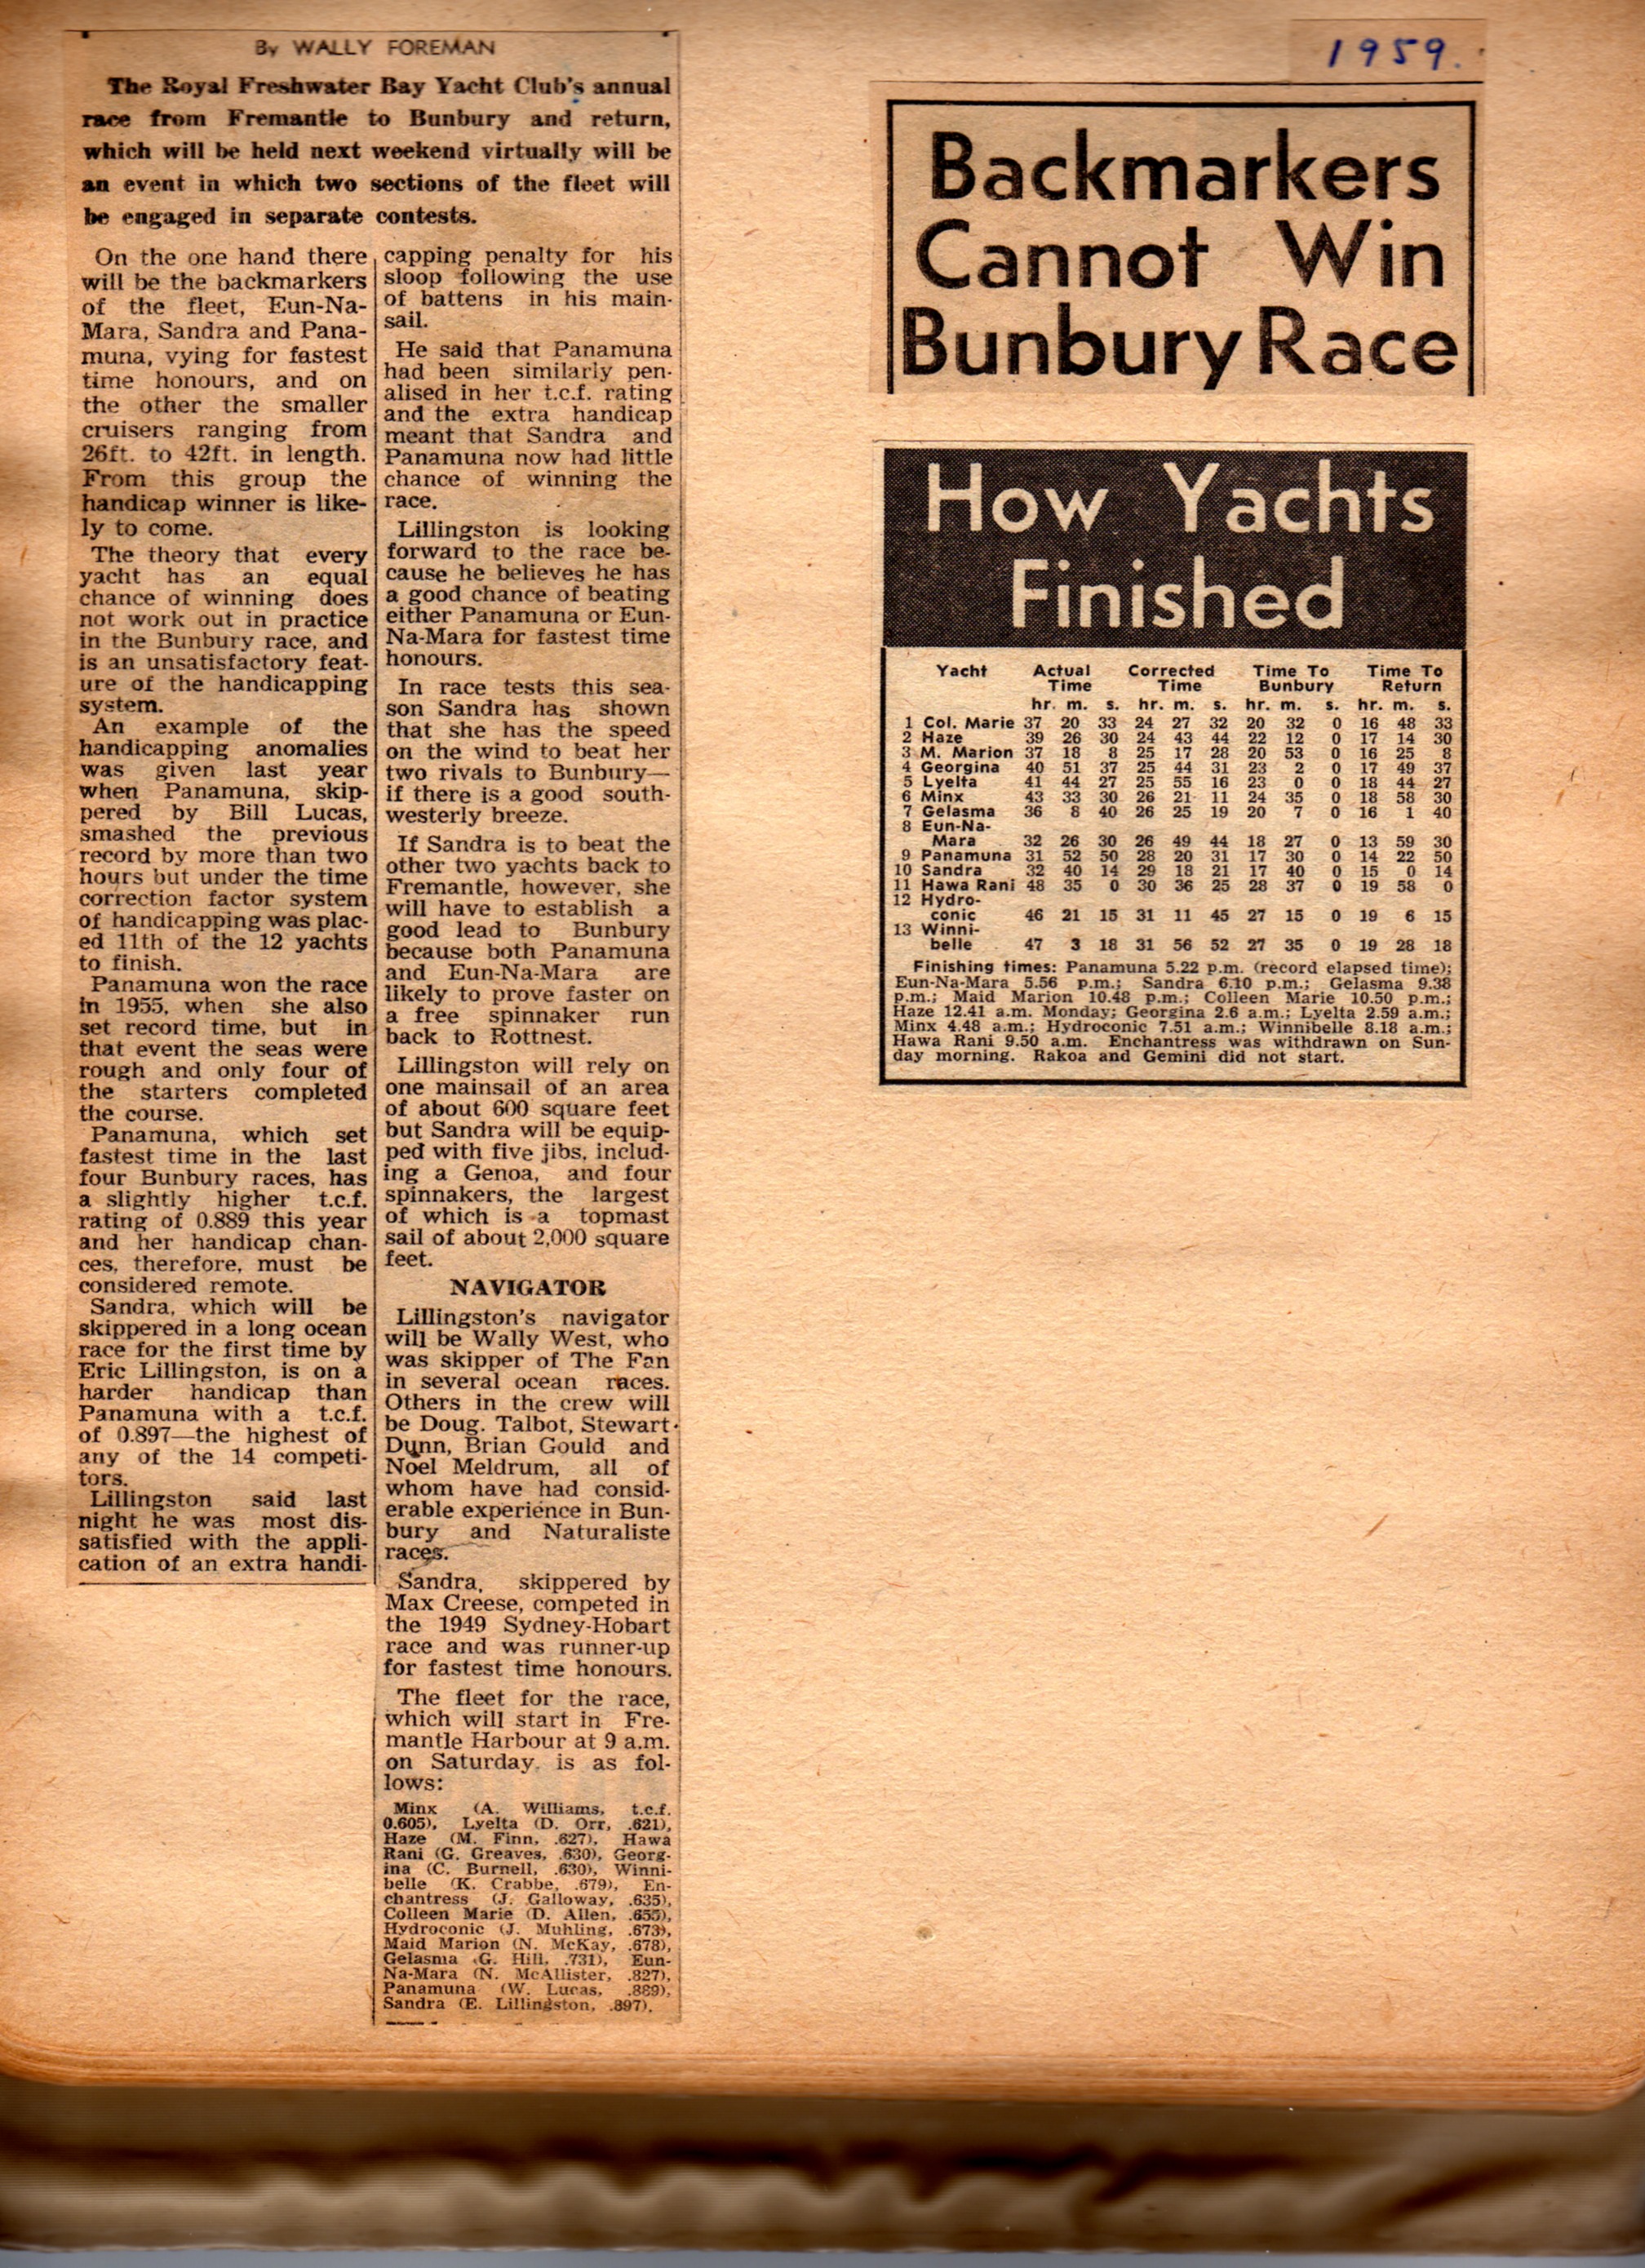 1959.
Backmarkers
Cannot Win
Bunbury Race
By WALLY FOREMAN
The Royal Freshwater Bay Yacht Club's annual
race from Fremantle to Bunbury and return,
which will be held next weekend virtually will be
an event in which two sections of the fleet will
be engaged in separate contests.
On the one hand there
will be the backmarkers
of the fleet, Eun-Na-
Mara, Sandra and Pana-
muna, vying for fastest
time honours, and on
the other the smaller
cruisers ranging from
26ft. to 42ft. in length.
From this group the
handicap winner is like-
ly to come.
The theory that every
yacht has an equal
chance of winning does
not work out in practice
in the Bunbury race, and
is an unsatisfactory feat-
ure of the handicapping
system.
An example of the
handicapping anomalies
was given last year
when Panamuna, skip-
pered by Bill Lucas,
smashed the previous
record by more than two
hours but under the time
correction factor system
of handicapping was plac-
ed 11th of the 12 yachts
to finish.
Panamuna won the race
in 1955, when she also
set record time, but in
that event the seas were
rough and only four of
the starters completed
the course.
Panamuna, which set
fastest time in the last
four Bunbury races, has
a slightly higher t.c.f.
rating of 0.889 this year
and her handicap chan-
ces, therefore, must be
considered remote.
Sandra, which will be
skippered in a long ocean
race for the first time by
Eric Lillingston, is on a
harder handicap than
Panamuna with a t.c.f.
of 0.897—the highest of
any of the 14 competi-
tors.
Lillingston said last
night he was most dis-
satisfied with the appli-
cation of an extra handi-
capping penalty for his
sloop following the use
of battens in his main-
sail.
He said that Panamuna
had been similarly pen-
alised in her t.c.f. rating
and the extra handicap
meant that Sandra and
Panamuna now had little
chance of winning the
race.
Lillingston is looking
forward to the race be-
cause he believes he has
a good chance of beating
either Panamuna or Eun-
Na-Mara for fastest time
honours.
In race tests this sea-
son Sandra has shown
that she has the speed
on the wind to beat her
two rivals to Bunbury—
if there is a good south-
westerly breeze.
If Sandra is to beat the
other two yachts back to
Fremantle, however, she
will have to establish a
good lead to Bunbury
because both Panamuna
and Eun-Na-Mara are
likely to prove faster on
a free spinnaker run
back to Rottnest.
Lillingston will rely on
one mainsail of an area
of about 600 square feet
but Sandra will be equip-
ped with five jibs, includ-
ing a Genoa, and four
spinnakers, the largest
of which is a topmast
sail of about 2,000 square
feet.
NAVIGATOR
Lillingston's navigator
will be Wally West, who
was skipper of The Fan
in several ocean races.
Others in the crew will
be Doug. Talbot, Stewart
Dunn, Brian Gould and
Noel Meldrum, all of
whom have had consid-
erable experience in Bun-
bury and Naturaliste
races.
Sandra, skippered by
Max Creese, competed in
the 1949 Sydney-Hobart
race and was runner-up
for fastest time honours.
The fleet for the race,
which will start in Fre-
mantle Harbour at 9 a.m.
on Saturday, is as fol-
lows:
Minx (A. Williams, t.c.f.
0.605), Lyelta (D. Orr, .621),
Haze (M. Finn, .627), Hawa
Rani (G. Greaves, .630), Georg-
ina (C. Burnell, .630), Winni-
belle (K. Crabbe, .679), En-
chantress (J. Galloway, .635),
Colleen Marie (D. Allen, .655),
Hydroconic (J. Muhling, .673),
Maid Marion (N. McKay, .678),
Gelasma (G. Hill, .731), Eun-
Na-Mara (N. McAllister, .827),
Panamuna (W. Lucas, .889),
Sandra (E. Lillingston, .897).
How Yachts
Finished
Yacht Actual Corrected Time To Time To
Time Time Bunbury Return
hr. m. s. hr. m. s. hr. m. s. hr. m. s.
1 Col. Marie 37 20 33 24 27 32 20 32 0 16 48 33
2 Haze 39 26 30 24 43 44 22 12 0 17 14 30
3 M. Marion 37 18 8 25 17 28 20 53 0 16 25 8
4 Georgina 40 51 37 25 44 31 23 2 0 17 49 37
5 Lyelta 41 44 27 25 55 16 23 0 0 18 44 27
6 Minx 43 33 30 26 21 11 24 35 0 18 58 30
7 Gelasma 36 8 40 26 25 19 20 7 0 16 1 40
8 Eun-Na-
Mara 32 26 30 26 49 44 18 27 0 13 59 30
9 Panamuna 31 52 50 28 20 31 17 30 0 14 22 50
10 Sandra 32 40 14 29 18 21 17 40 0 15 0 14
11 Hawa Rani 48 35 0 30 36 25 28 37 0 19 58 0
12 Hydro-
conic 46 21 15 31 11 45 27 15 0 19 6 15
13 Winni-
belle 47 3 18 31 56 52 27 35 0 19 28 18
Finishing times: Panamuna 5.22 p.m. (record elapsed time);
Eun-Na-Mara 5.56 p.m.; Sandra 6.10 p.m.; Gelasma 9.38
p.m.; Maid Marion 10.48 p.m.; Colleen Marie 10.50 p.m.;
Haze 12.41 a.m. Monday; Georgina 2.6 a.m.; Lyelta 2.59 a.m.;
Minx 4.48 a.m.; Hydroconic 7.51 a.m.; Winnibelle 8.18 a.m.;
Hawa Rani 9.50 a.m. Enchantress was withdrawn on Sun-
day morning. Rakoa and Gemini did not start.